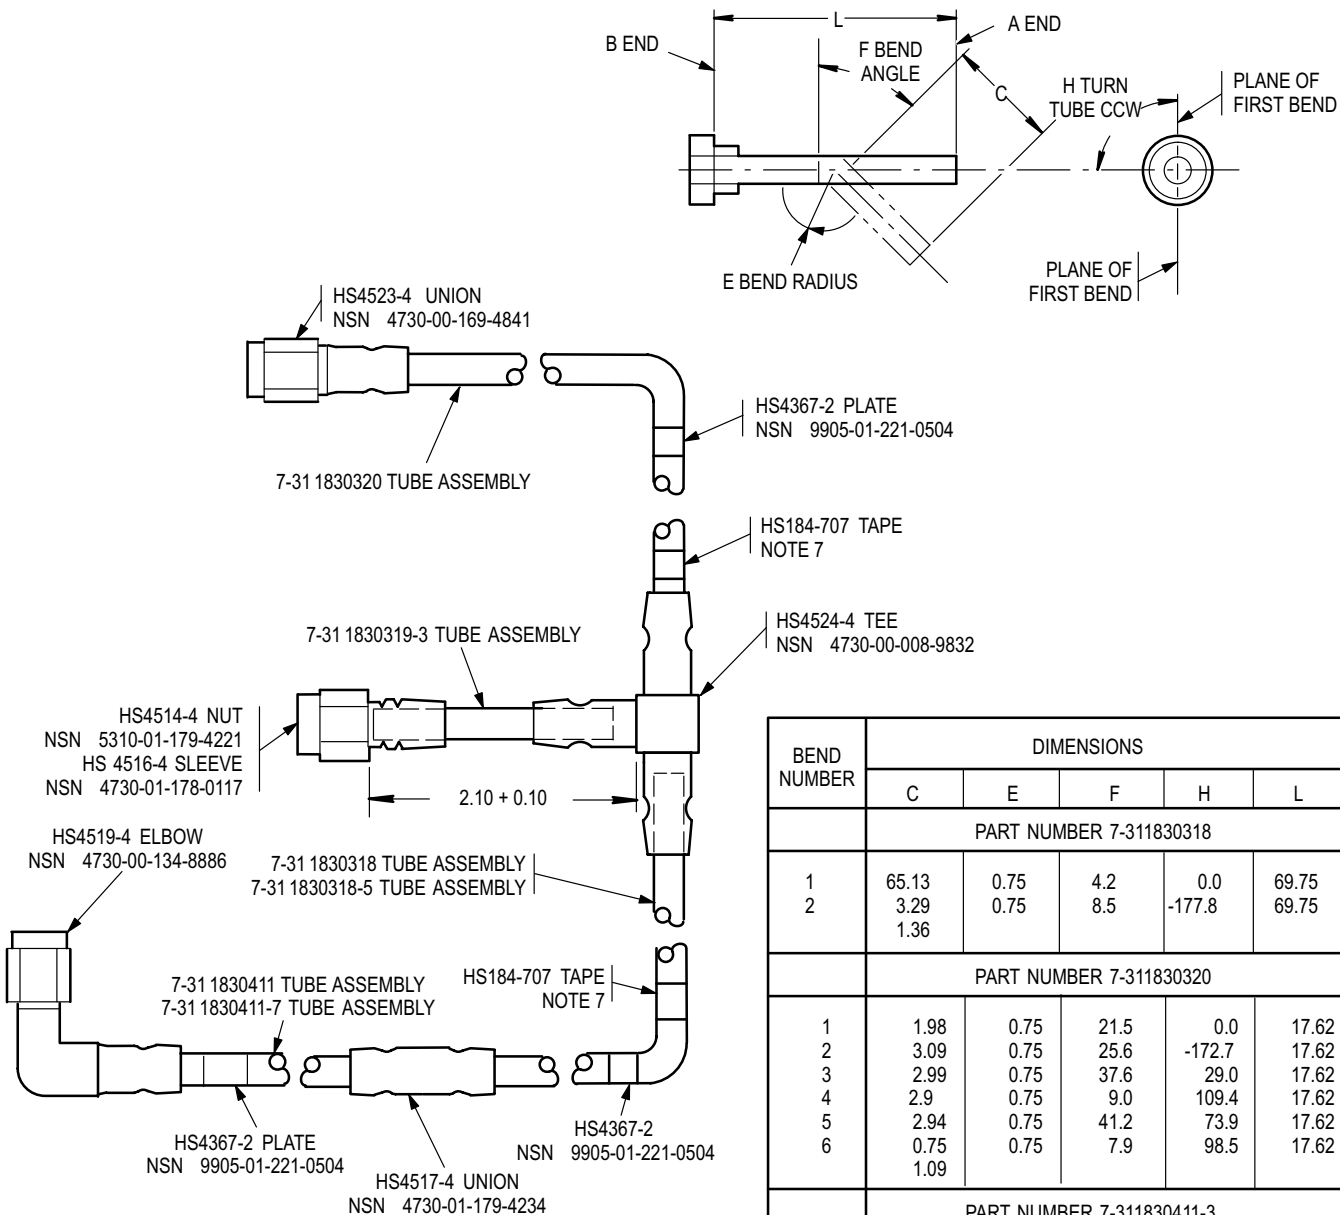 L
A END
B END
F BEND
ANGLE
C
H TURN
TUBE CCW
PLANE OF
FIRST BEND
E BEND RADIUS
PLANE OF
FIRST BEND
HS4523-4 UNION
NSN 4730-00-169-4841
HS4367-2 PLATE
NSN 9905-01-221-0504
7-31 1830320 TUBE ASSEMBLY
HS184-707 TAPE
NOTE 7
7-31 1830319-3 TUBE ASSEMBLY
HS4524-4 TEE
NSN 4730-00-008-9832
HS4514-4 NUT
NSN 5310-01-179-4221
HS 4516-4 SLEEVE
NSN 4730-01-178-0117
2.10 + 0.10
HS4519-4 ELBOW
NSN 4730-00-134-8886
7-31 1830318 TUBE ASSEMBLY
7-31 1830318-5 TUBE ASSEMBLY
7-31 1830411 TUBE ASSEMBLY
7-31 1830411-7 TUBE ASSEMBLY
HS184-707 TAPE
NOTE 7
HS4367-2 PLATE
NSN 9905-01-221-0504
HS4367-2
NSN 9905-01-221-0504
HS4517-4 UNION
NSN 4730-01-179-4234
BEND
NUMBER
DIMENSIONS
C E F H L
PART NUMBER 7-311830318
1 65.13 0.75 4.2 0.0 69.75
2 3.29 0.75 8.5 -177.8 69.75
1.36
PART NUMBER 7-311830320
1 1.98 0.75 21.5 0.0 17.62
2 3.09 0.75 25.6 -172.7 17.62
3 2.99 0.75 37.6 29.0 17.62
4 2.9 0.75 9.0 109.4 17.62
5 2.94 0.75 41.2 73.9 17.62
6 0.75 0.75 7.9 98.5 17.62
1.09
PART NUMBER 7-311830411-3